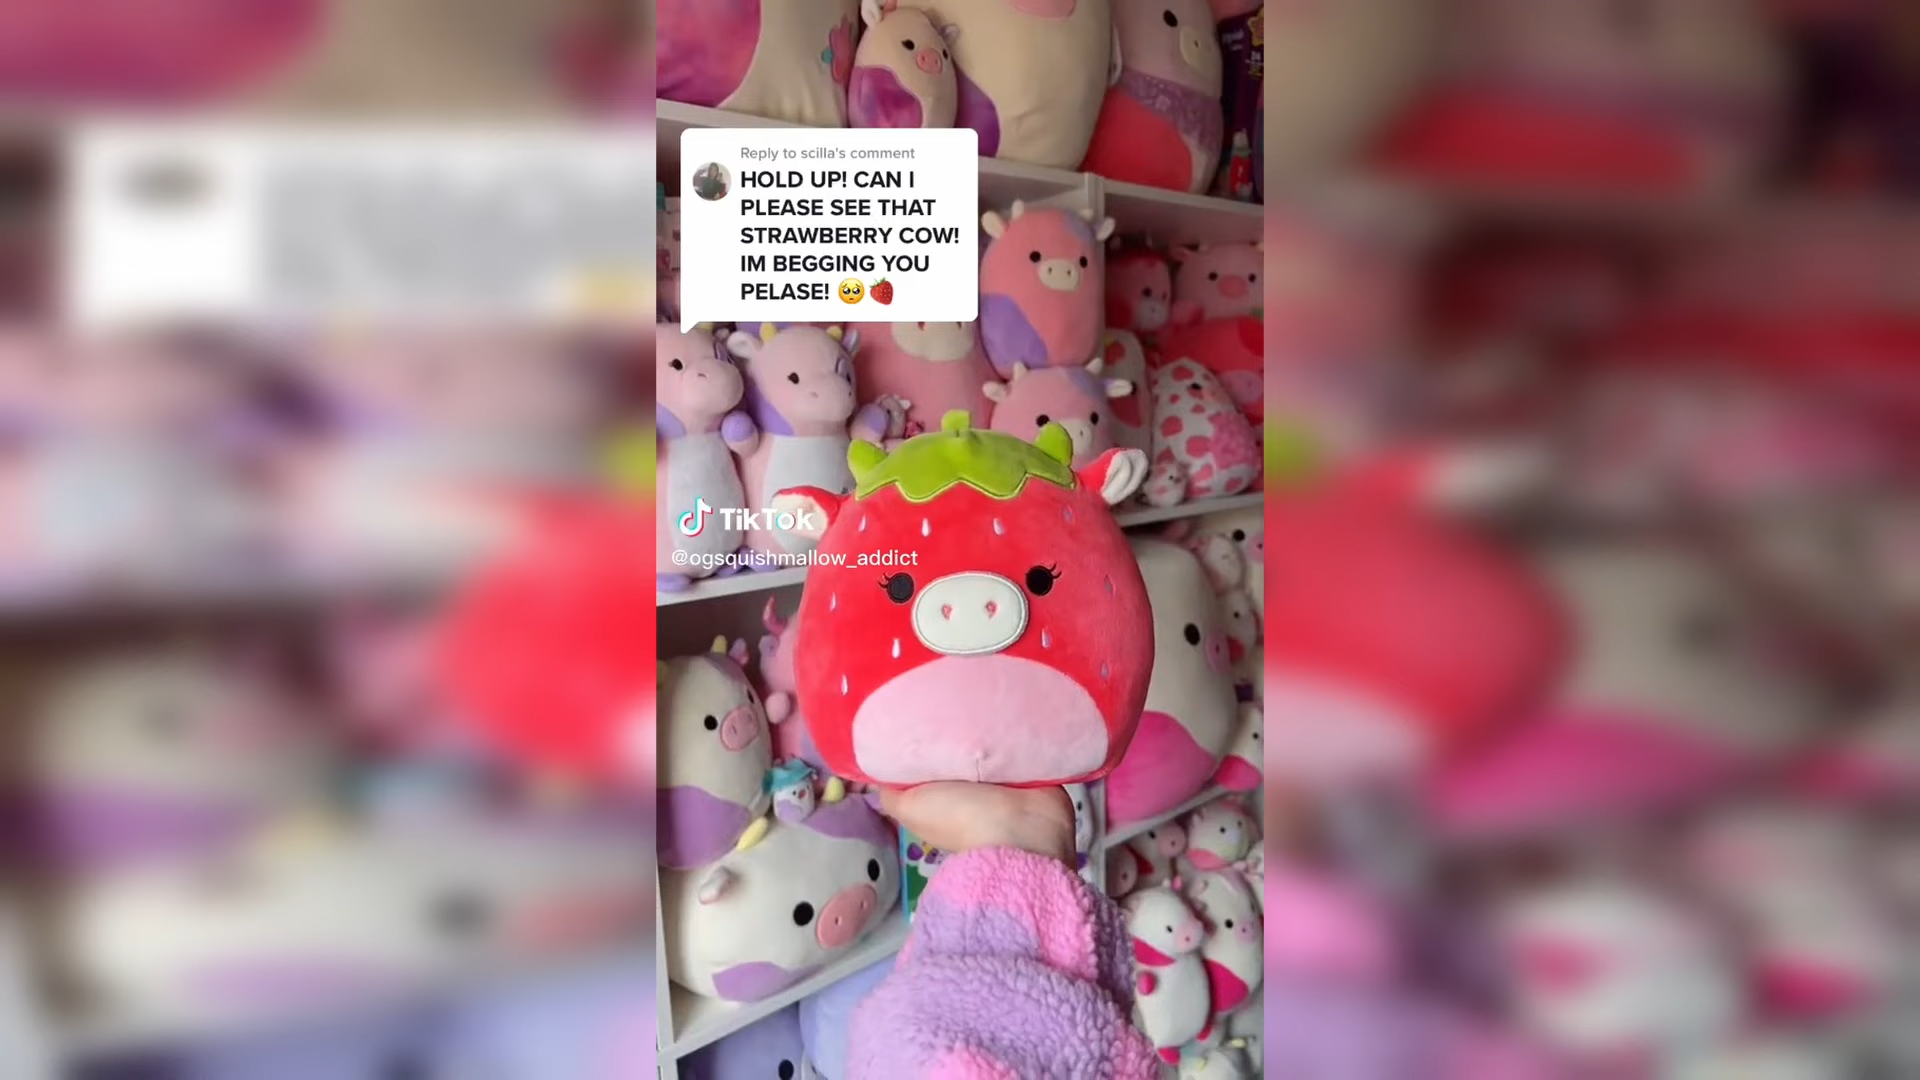 Reply to scilla's comment
HOLD UP! CAN I
PLEASE SEE THAT
STRAWBERRY COW!
IM BEGGING YOU
PELASE! 🥺🍓
TikTok
@ogsquishmallow_addict